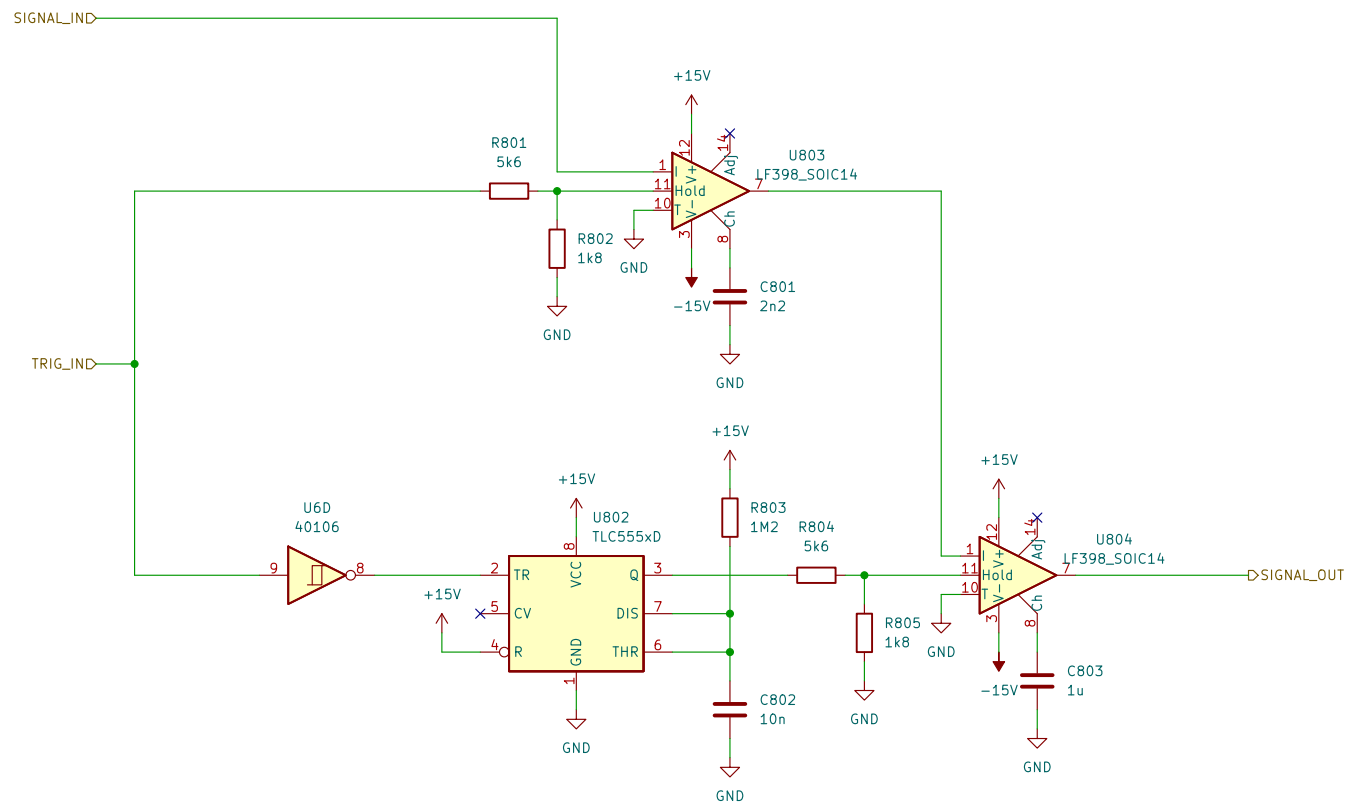 SIGNAL_IN
+15V
12
14
Adj
R801
5k6
U803
LF398_SOIC14
1
I
V+
7
11
Hold
10
T
V-
Ch
3
8
R802
1k8
GND
C801
2n2
-15V
GND
TRIG_IN
GND
+15V
+15V
+15V
U6D
40106
U802
TLC555xD
R803
1M2
R804
5k6
12
14
Adj
U804
LF398_SOIC14
8
VCC
1
I
V+
7
9
8
2
TR
Q
3
11
Hold
SIGNAL_OUT
+15V
10
T
V-
Ch
5
CV
DIS
7
3
8
R805
1k8
4
R
GND
THR
6
GND
1
C803
1u
-15V
C802
10n
GND
GND
GND
GND